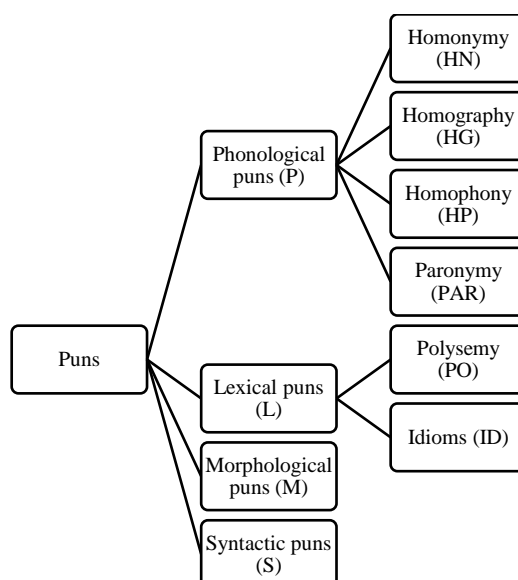 Puns
Phonological
puns (P)
Homonymy
(HN)
Homography
(HG)
Homophony
(HP)
Paronymy
(PAR)
Lexical puns
(L)
Polysemy
(PO)
Idioms (ID)
Morphological
puns (M)
Syntactic puns
(S)